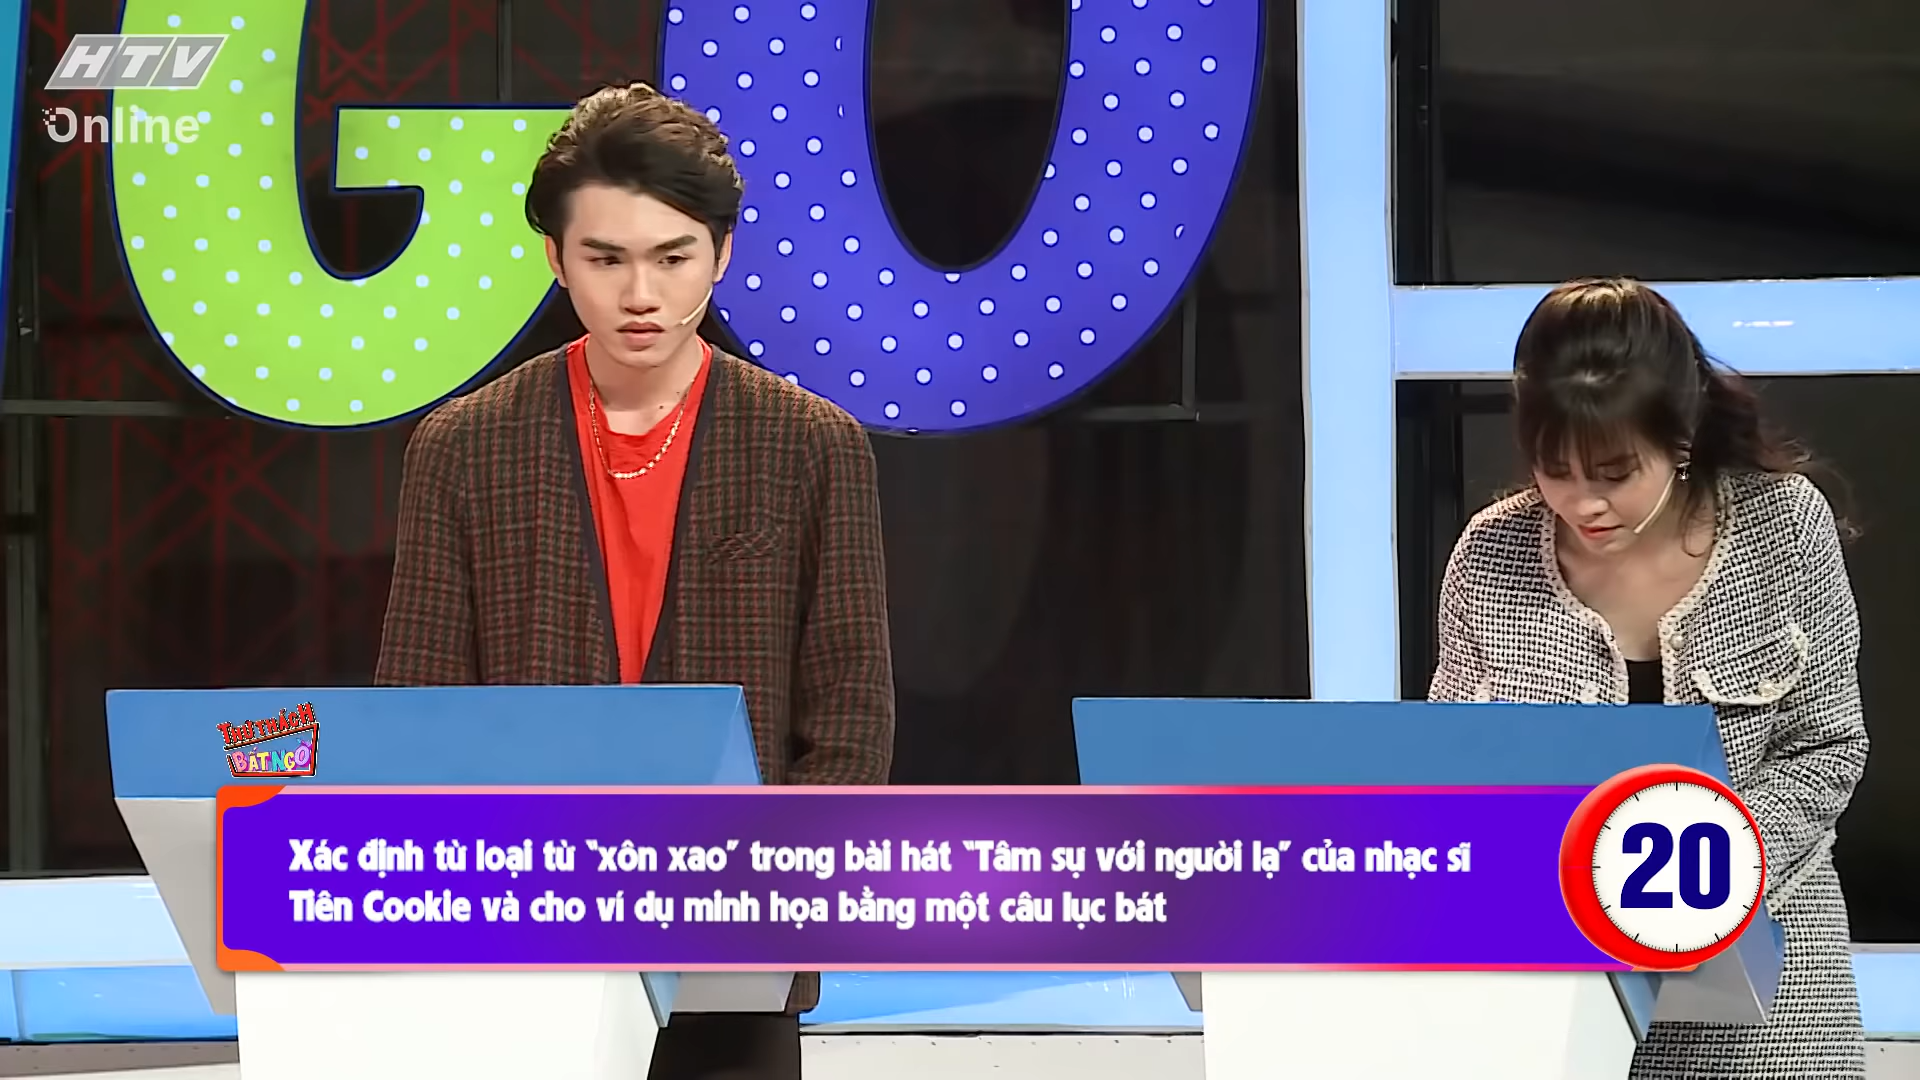 HTV
Online
GO
THỬ THÁCH
BẤT NGỜ
Xác định từ loại từ “xôn xao” trong bài hát “Tâm sự với người lạ” của nhạc sĩ
Tiên Cookie và cho ví dụ minh họa bằng một câu lục bát
20